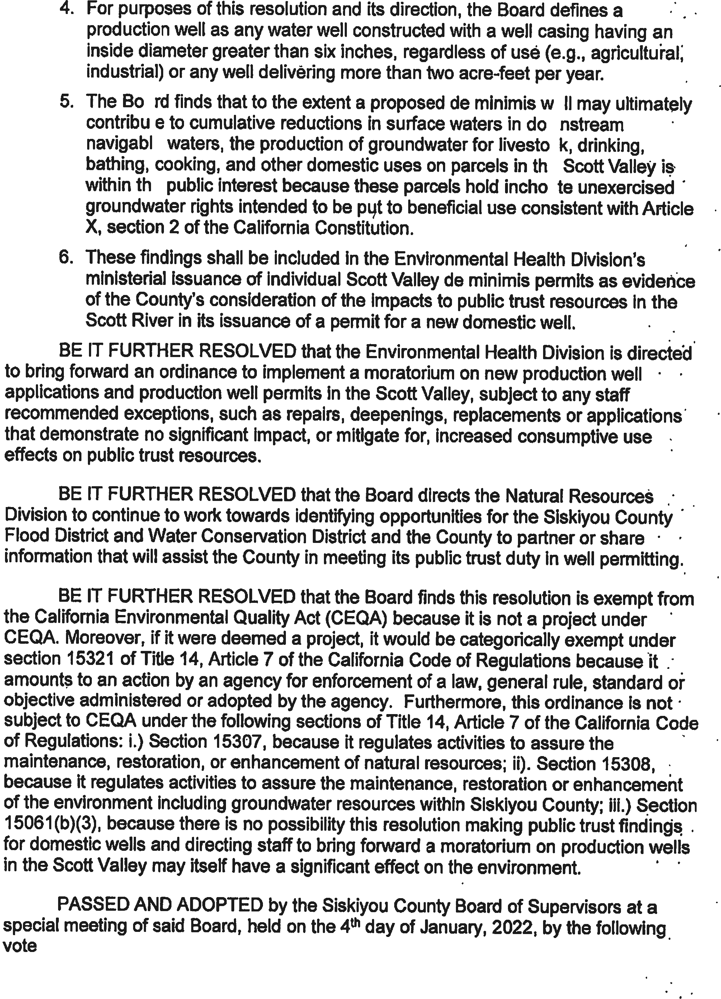 4. For purposes of this resolution and its direction, the Board defines a
production well as any water well constructed with a well casing having an
inside diameter greater than six inches, regardless of use (e.g., agricultural,
industrial) or any well delivering more than two acre-feet per year.
5. The Bo rd finds that to the extent a proposed de minimis w ll may ultimately
contribu e to cumulative reductions in surface waters in do nstream
navigabl waters, the production of groundwater for livesto k, drinking,
bathing, cooking, and other domestic uses on parcels in th Scott Valley is
within th public interest because these parcels hold incho te unexercised
groundwater rights intended to be put to beneficial use consistent with Article
X, section 2 of the California Constitution.
6. These findings shall be included in the Environmental Health Division's
ministerial issuance of individual Scott Valley de minimis permits as evidence
of the County's consideration of the impacts to public trust resources in the
Scott River in its issuance of a permit for a new domestic well.
BE IT FURTHER RESOLVED that the Environmental Health Division is directed
to bring forward an ordinance to implement a moratorium on new production well
applications and production well permits in the Scott Valley, subject to any staff
recommended exceptions, such as repairs, deepenings, replacements or applications
that demonstrate no significant impact, or mitigate for, increased consumptive use
effects on public trust resources.
BE IT FURTHER RESOLVED that the Board directs the Natural Resources
Division to continue to work towards identifying opportunities for the Siskiyou County
Flood District and Water Conservation District and the County to partner or share
information that will assist the County in meeting its public trust duty in well permitting.
BE IT FURTHER RESOLVED that the Board finds this resolution is exempt from
the California Environmental Quality Act (CEQA) because it is not a project under
CEQA. Moreover, if it were deemed a project, it would be categorically exempt under
section 15321 of Title 14, Article 7 of the California Code of Regulations because it
amounts to an action by an agency for enforcement of a law, general rule, standard or
objective administered or adopted by the agency. Furthermore, this ordinance is not
subject to CEQA under the following sections of Title 14, Article 7 of the California Code
of Regulations: i.) Section 15307, because it regulates activities to assure the
maintenance, restoration, or enhancement of natural resources; ii). Section 15308,
because it regulates activities to assure the maintenance, restoration or enhancement
of the environment including groundwater resources within Siskiyou County; iii.) Section
15061(b)(3), because there is no possibility this resolution making public trust findings
for domestic wells and directing staff to bring forward a moratorium on production wells
in the Scott Valley may itself have a significant effect on the environment.
PASSED AND ADOPTED by the Siskiyou County Board of Supervisors at a
special meeting of said Board, held on the 4th day of January, 2022, by the following
vote